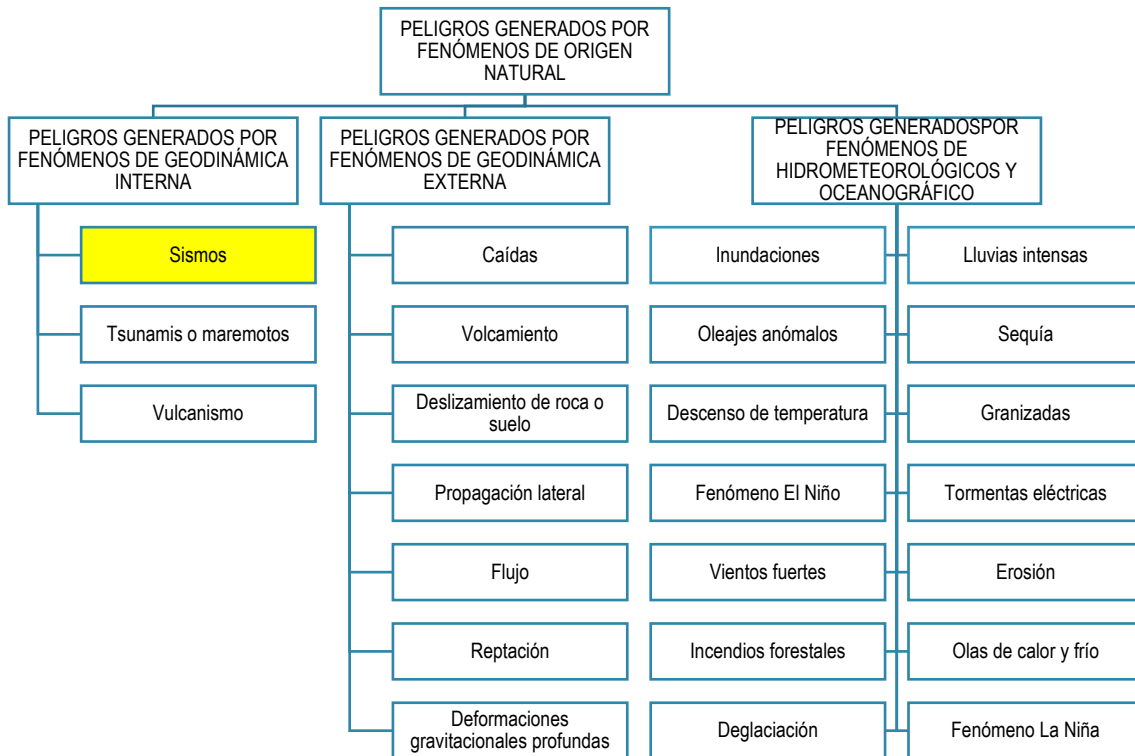 PELIGROS GENERADOS POR
FENÓMENOS DE ORIGEN
NATURAL
PELIGROS GENERADOS POR
FENÓMENOS DE GEODINÁMICA
INTERNA
Sismos
Tsunamis o maremotos
Vulcanismo
PELIGROS GENERADOS POR
FENÓMENOS DE GEODINÁMICA
EXTERNA
Caídas
Volcamiento
Deslizamiento de roca o
suelo
Propagación lateral
Flujo
Reptación
Deformaciones
gravitacionales profundas
PELIGROS GENERADOSPOR
FENÓMENOS DE
HIDROMETEOROLÓGICOS Y
OCEANOGRÁFICO
Inundaciones
Lluvias intensas
Oleajes anómalos
Sequía
Descenso de temperatura
Granizadas
Fenómeno El Niño
Tormentas eléctricas
Vientos fuertes
Erosión
Incendios forestales
Olas de calor y frío
Deglaciación
Fenómeno La Niña